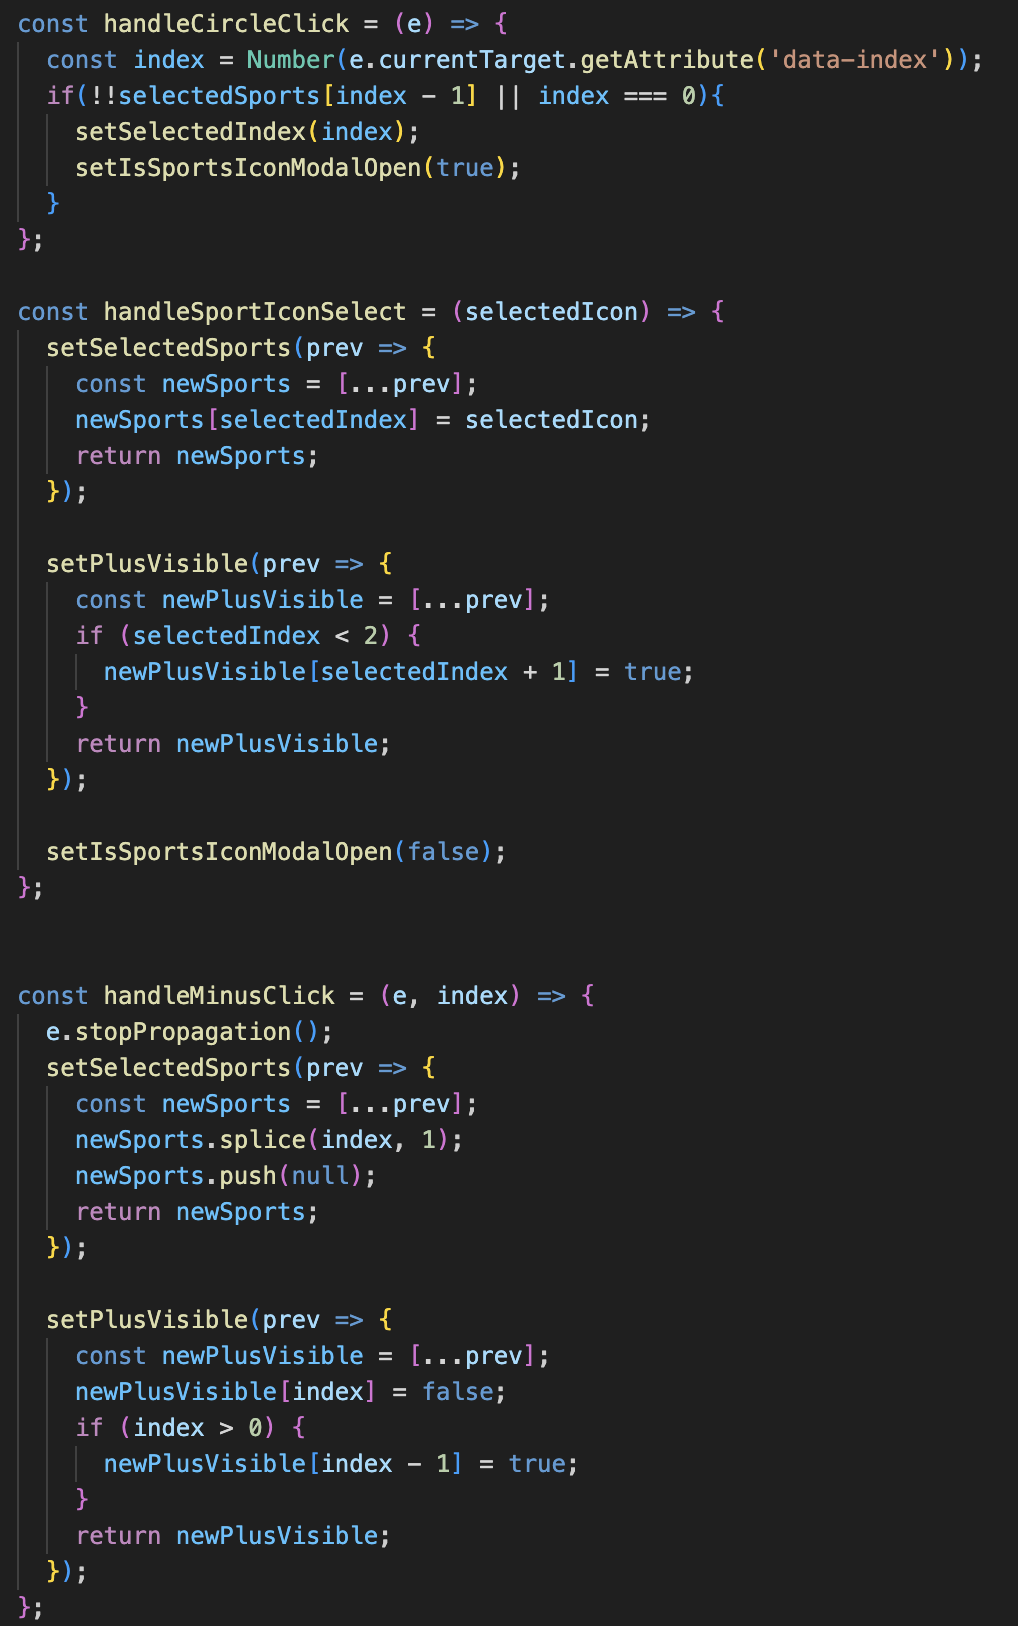 const handleCircleClick = (e) => {
  const index = Number(e.currentTarget.getAttribute('data-index'));
  if(!!selectedSports[index - 1] || index === 0){
    setSelectedIndex(index);
    setIsSportsIconModalOpen(true);
  }
};

const handleSportIconSelect = (selectedIcon) => {
  setSelectedSports(prev => {
    const newSports = [...prev];
    newSports[selectedIndex] = selectedIcon;
    return newSports;
  });

  setPlusVisible(prev => {
    const newPlusVisible = [...prev];
    if (selectedIndex < 2) {
      newPlusVisible[selectedIndex + 1] = true;
    }
    return newPlusVisible;
  });

  setIsSportsIconModalOpen(false);
};


const handleMinusClick = (e, index) => {
  e.stopPropagation();
  setSelectedSports(prev => {
    const newSports = [...prev];
    newSports.splice(index, 1);
    newSports.push(null);
    return newSports;
  });

  setPlusVisible(prev => {
    const newPlusVisible = [...prev];
    newPlusVisible[index] = false;
    if (index > 0) {
      newPlusVisible[index - 1] = true;
    }
    return newPlusVisible;
  });
};